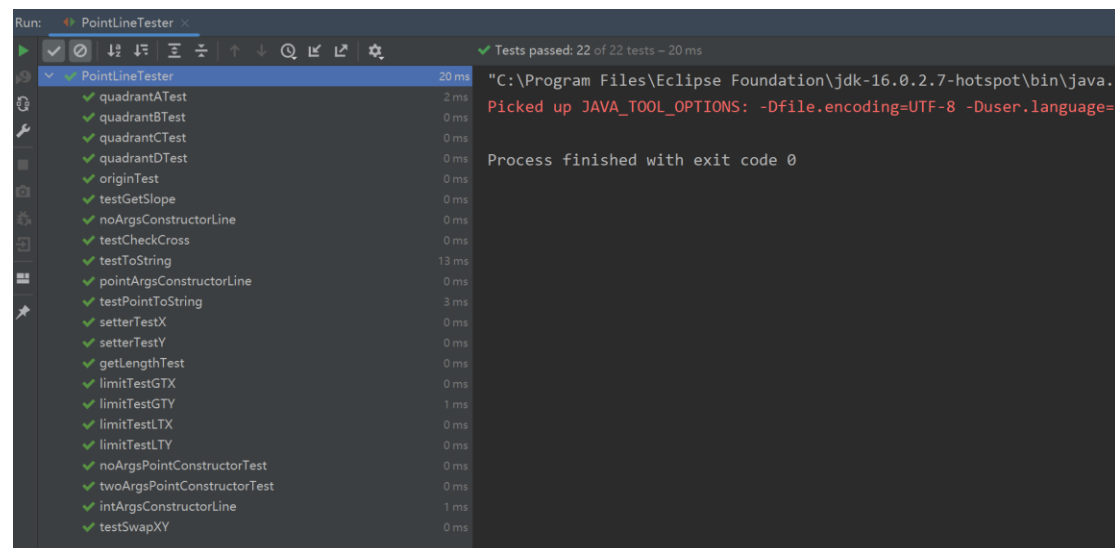 Run: PointLineTester
Tests passed: 22 of 22 tests – 20 ms
PointLineTester 20 ms
quadrantATest 2 ms
quadrantBTest 0 ms
quadrantCTest 0 ms
quadrantDTest 0 ms
originTest 0 ms
testGetSlope 0 ms
noArgsConstructorLine 0 ms
testCheckCross 0 ms
testToString 13 ms
pointArgsConstructorLine 0 ms
testPointToString 3 ms
setterTestX 0 ms
setterTestY 0 ms
getLengthTest 0 ms
limitTestGTX 0 ms
limitTestGTY 1 ms
limitTestLTX 0 ms
limitTestLTY 0 ms
noArgsPointConstructorTest 0 ms
twoArgsPointConstructorTest 0 ms
intArgsConstructorLine 1 ms
testSwapXY 0 ms
"C:\Program Files\Eclipse Foundation\jdk-16.0.2.7-hotspot\bin\java.
Picked up JAVA_TOOL_OPTIONS: -Dfile.encoding=UTF-8 -Duser.language=
Process finished with exit code 0